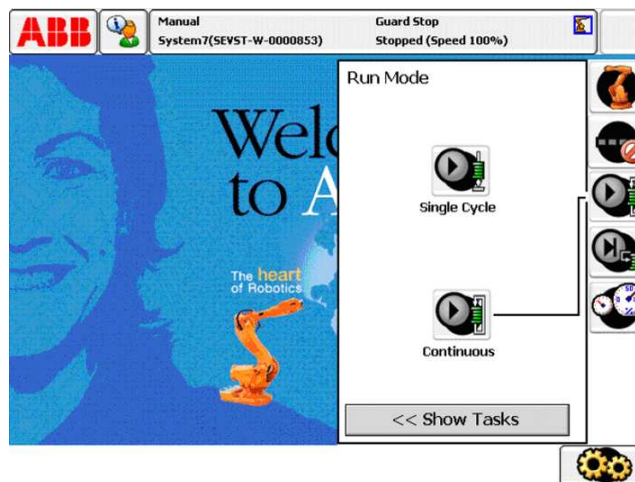 ABB
Manual
System7(SEVST-W-0000853)
Guard Stop
Stopped (Speed 100%)
Run Mode
Single Cycle
Continuous
<< Show Tasks
Welc
to A
The heart
of Robotics